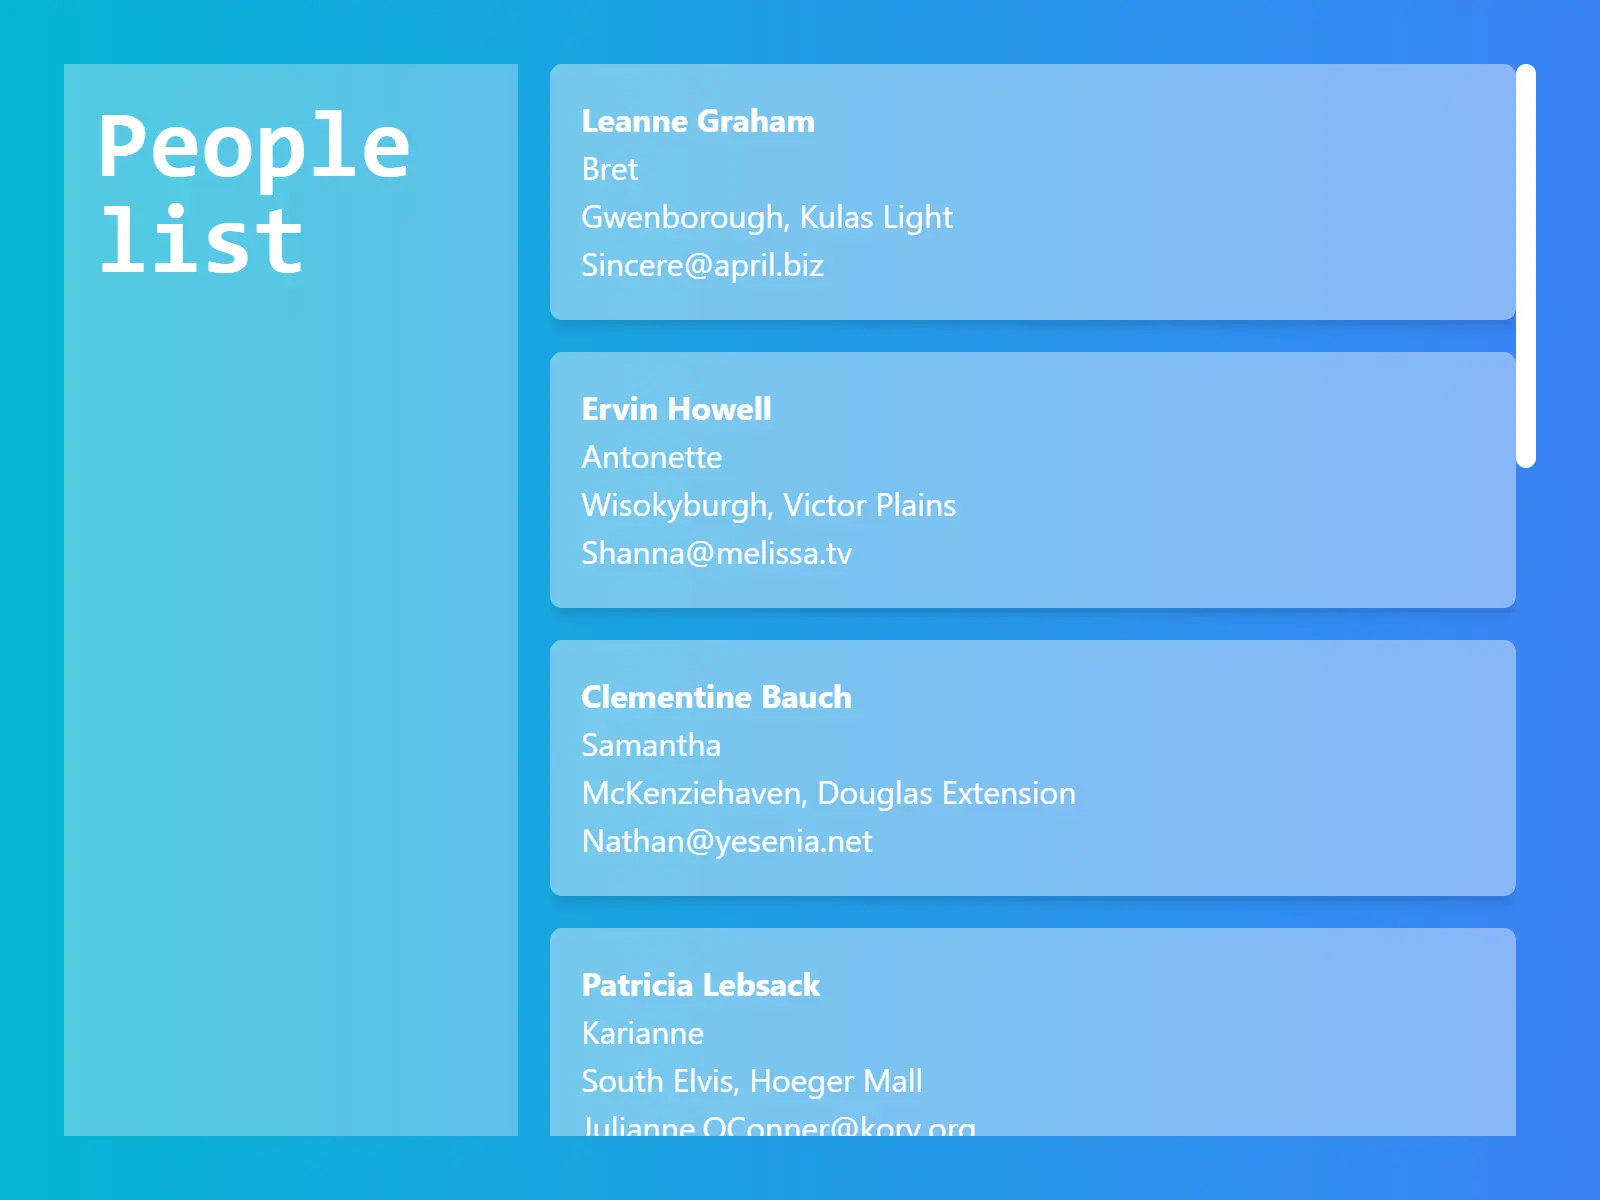 People
list
Leanne Graham
Bret
Gwenborough, Kulas Light
Sincere@april.biz
Ervin Howell
Antonette
Wisokyburgh, Victor Plains
Shanna@melissa.tv
Clementine Bauch
Samantha
McKenziehaven, Douglas Extension
Nathan@yesenia.net
Patricia Lebsack
Karianne
South Elvis, Hoeger Mall
Julianne.OConner@kory.org